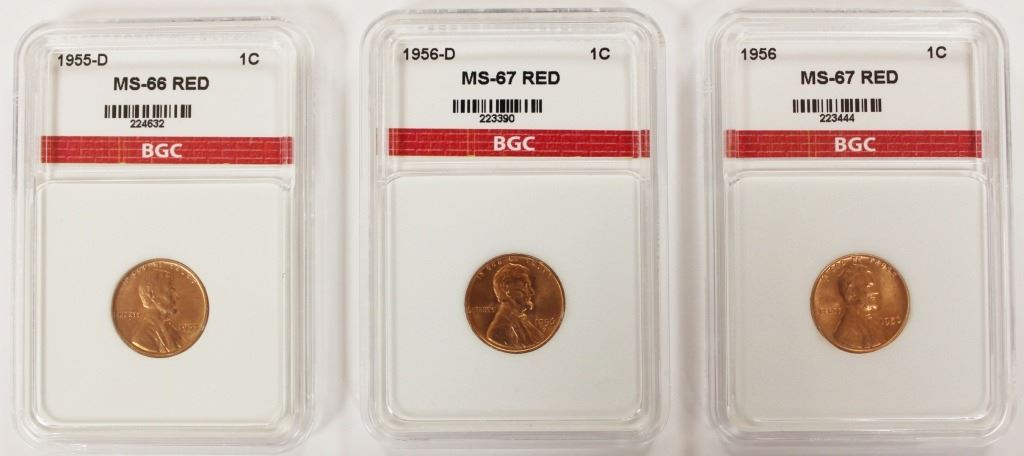 1955-D 1C
MS-66 RED
224632
BGC
1956-D 1C
MS-67 RED
223390
BGC
1956 1C
MS-67 RED
223444
BGC